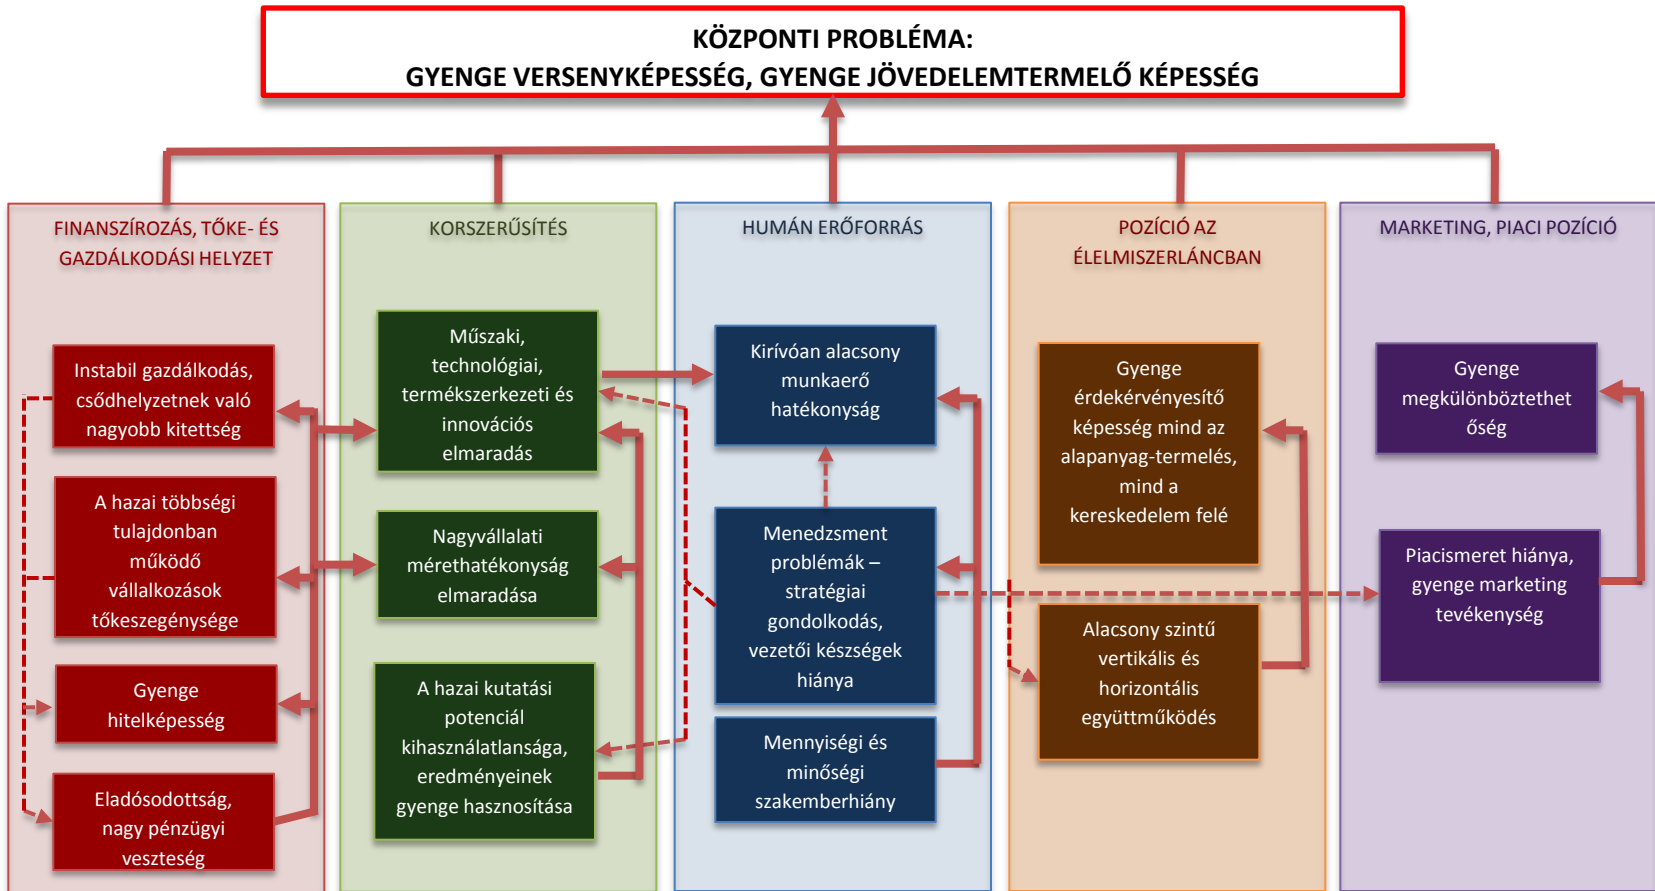 KÖZPONTI PROBLÉMA:
GYENGE VERSENYKÉPESSÉG, GYENGE JÖVEDELEMTERMELŐ KÉPESSÉG
FINANSZÍROZÁS, TŐKE- ÉS
GAZDÁLKODÁSI HELYZET
Instabil gazdálkodás,
csődhelyzetnek való
nagyobb kitettség
A hazai többségi
tulajdonban
működő
vállalkozások
tőkeszegénysége
Gyenge
hitelképesség
Eladósodottság,
nagy pénzügyi
veszteség
KORSZERŰSÍTÉS
Műszaki,
technológiai,
termékszerkezeti és
innovációs
elmaradás
Nagyvállalati
mérethatékonyság
elmaradása
A hazai kutatási
potenciál
kihasználatlansága,
eredményeinek
gyenge hasznosítása
HUMÁN ERŐFORRÁS
Kirívóan alacsony
munkaerő
hatékonyság
Menedzsment
problémák –
stratégiai
gondolkodás,
vezetői készségek
hiánya
Mennyiségi és
minőségi
szakemberhiány
POZÍCIÓ AZ
ÉLELMISZERLÁNCBAN
Gyenge
érdekérvényesítő
képesség mind az
alapanyag-termelés,
mind a
kereskedelem felé
Alacsony szintű
vertikális és
horizontális
együttműködés
MARKETING, PIACI POZÍCIÓ
Gyenge
megkülönböztethet
őség
Piacismeret hiánya,
gyenge marketing
tevékenység